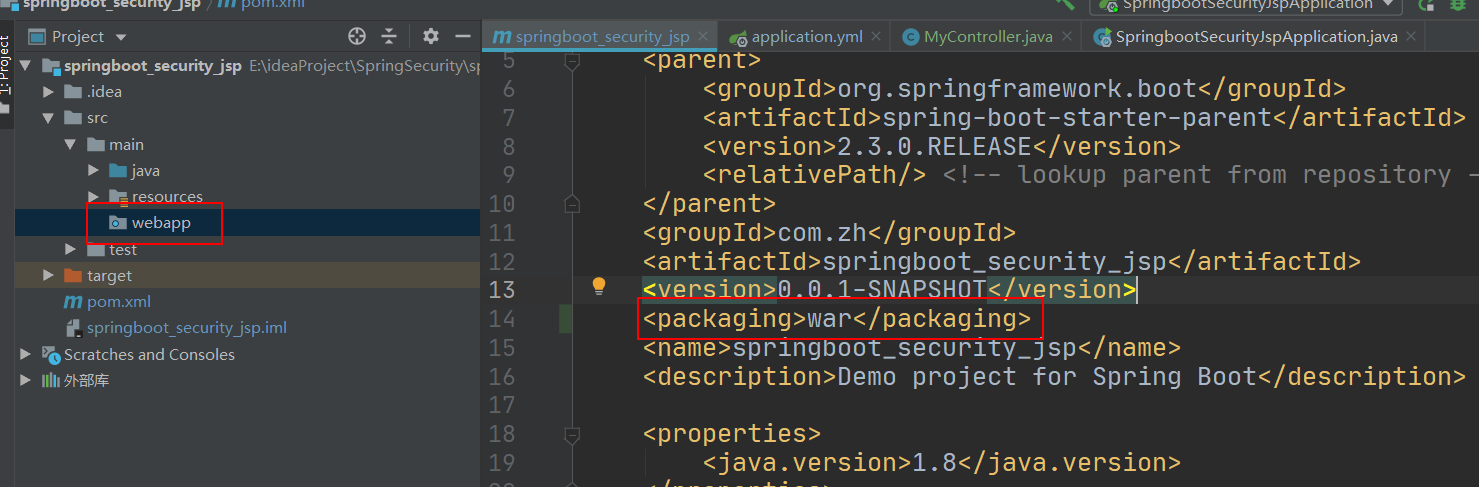 springboot_security_jsp / pom.xml
SpringbootSecurityJspApplication
1: Project
Project
springboot_security_jsp E:\ideaProject\SpringSecurity\sp
.idea
src
main
java
resources
webapp
test
target
pom.xml
springboot_security_jsp.iml
Scratches and Consoles
外部库
springboot_security_jsp
application.yml
MyController.java
SpringbootSecurityJspApplication.java
5 <parent>
6 <groupId>org.springframework.boot</groupId>
7 <artifactId>spring-boot-starter-parent</artifactId>
8 <version>2.3.0.RELEASE</version>
9 <relativePath/> <!-- lookup parent from repository -
10 </parent>
11 <groupId>com.zh</groupId>
12 <artifactId>springboot_security_jsp</artifactId>
13 <version>0.0.1-SNAPSHOT</version>
14 <packaging>war</packaging>
15 <name>springboot_security_jsp</name>
16 <description>Demo project for Spring Boot</description>
17
18 <properties>
19 <java.version>1.8</java.version>